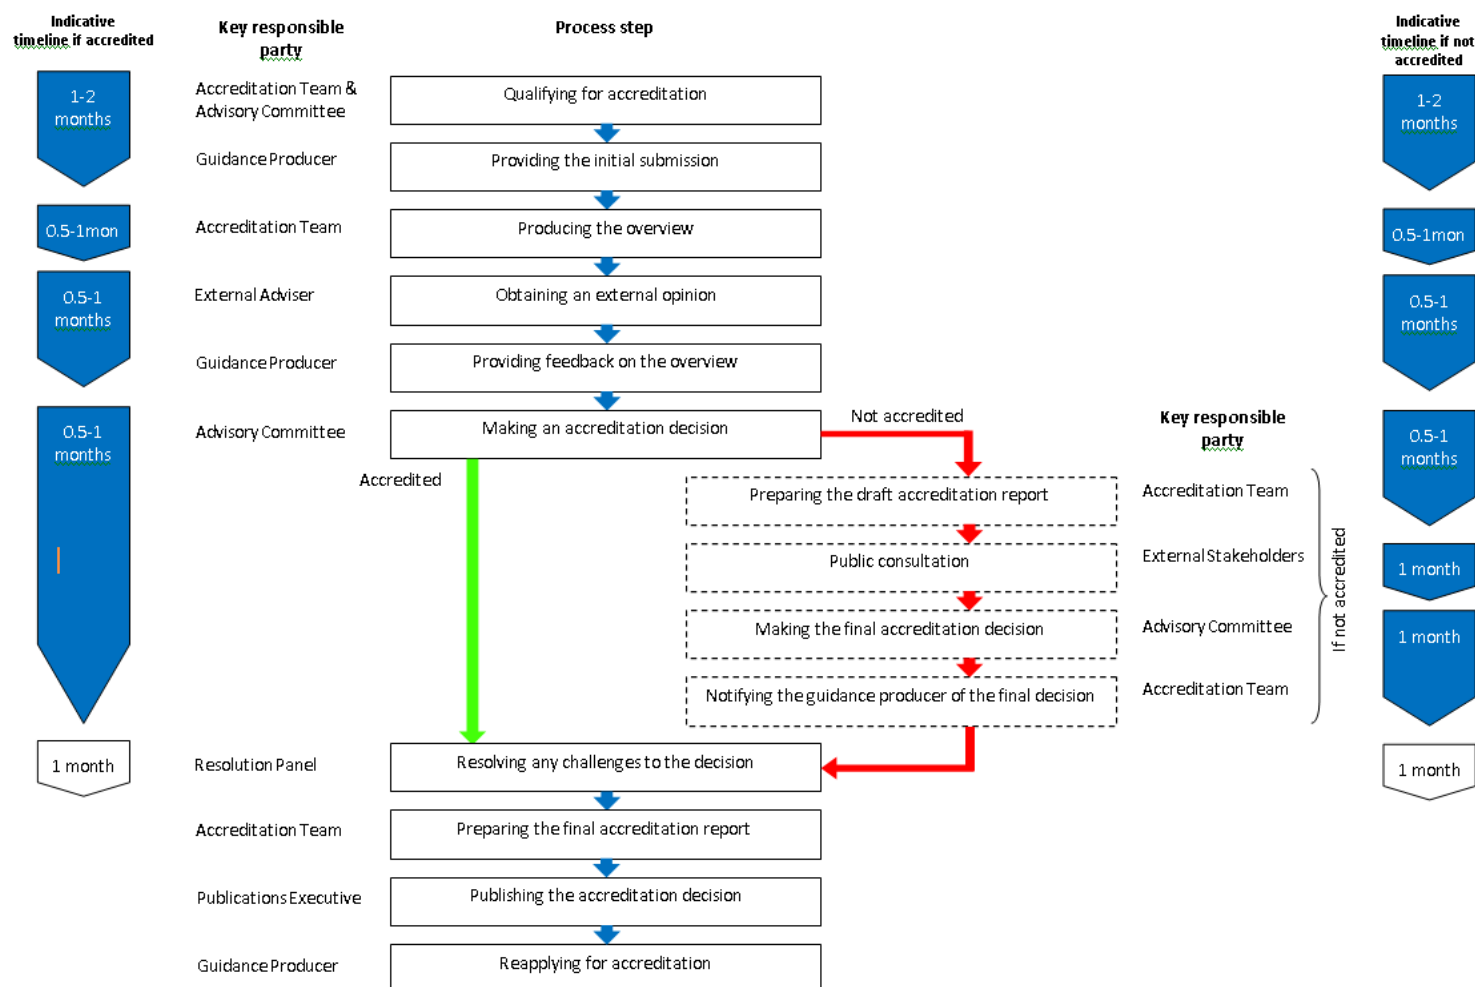 Indicative
timeline if accredited
Key responsible
party
Process step
Indicative
timeline if not
accredited
1-2
months
Accreditation Team &
Advisory Committee
Qualifying for accreditation
1-2
months
Guidance Producer
Providing the initial submission
0.5-1mon
Accreditation Team
Producing the overview
0.5-1mon
0.5-1
months
External Adviser
Obtaining an external opinion
0.5-1
months
Guidance Producer
Providing feedback on the overview
0.5-1
months
Advisory Committee
Making an accreditation decision
Not accredited
Key responsible
party
0.5-1
months
Accredited
Preparing the draft accreditation report
Accreditation Team
Public consultation
External Stakeholders
If not accredited
1 month
Making the final accreditation decision
Advisory Committee
1 month
Notifying the guidance producer of the final decision
Accreditation Team
1 month
Resolution Panel
Resolving any challenges to the decision
1 month
Accreditation Team
Preparing the final accreditation report
Publications Executive
Publishing the accreditation decision
Guidance Producer
Reapplying for accreditation